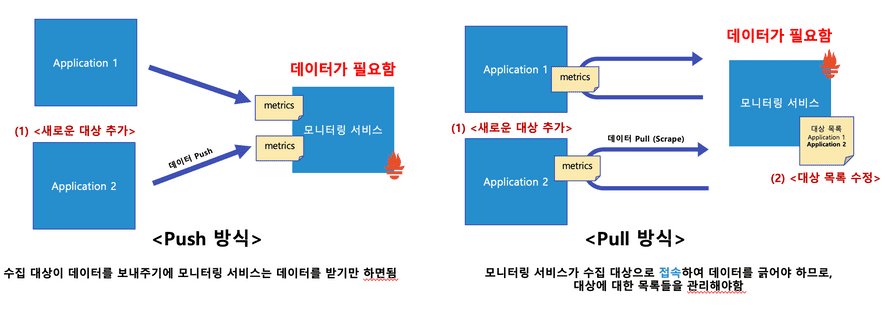 Application 1
데이터가 필요함
metrics
모니터링 서비스
(1) <새로운 대상 추가>
metrics
데이터 Push
Application 2
<Push 방식>
수집 대상이 데이터를 보내주기에 모니터링 서비스는 데이터를 받기만 하면됨
데이터가 필요함
Application 1
metrics
모니터링 서비스
(1) <새로운 대상 추가>
데이터 Pull (Scrape)
대상 목록
Application 1
Application 2
metrics
Application 2
(2) <대상 목록 수정>
<Pull 방식>
모니터링 서비스가 수집 대상으로 접속하여 데이터를 긁어야 하므로,
대상에 대한 목록들을 관리해야함